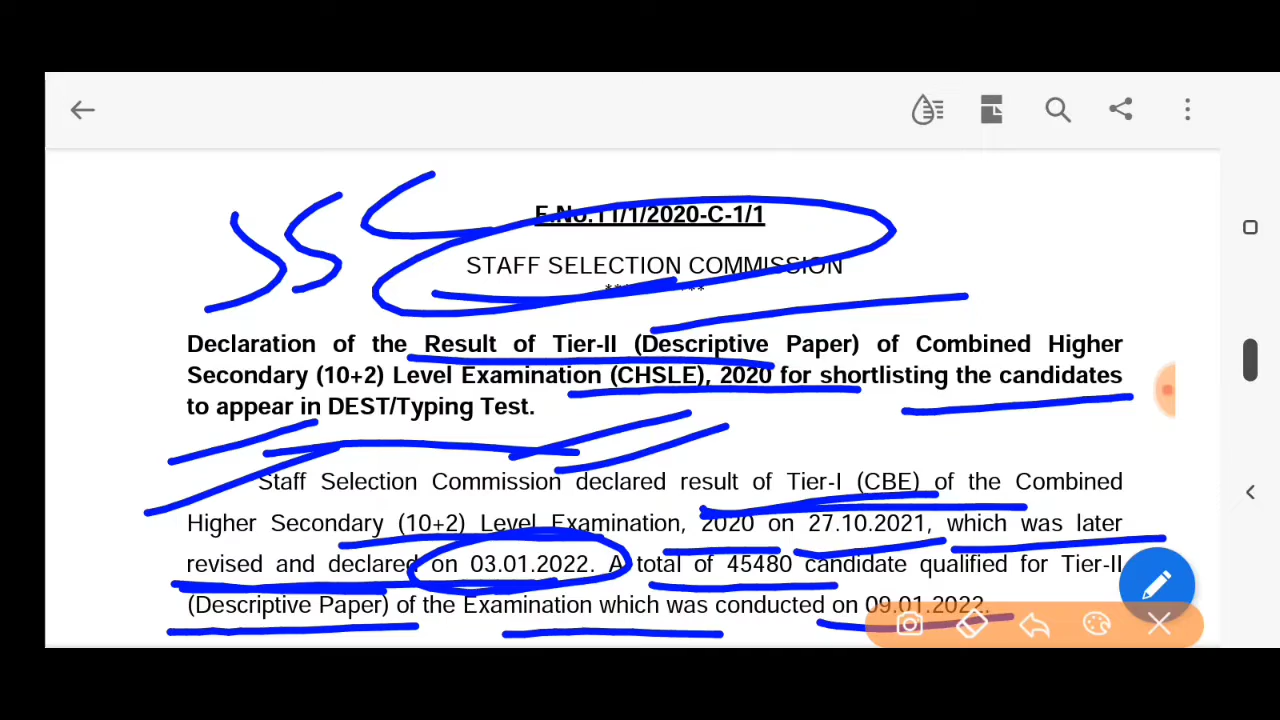 F.No.11/1/2020-C-1/1
SSC
STAFF SELECTION COMMISSION
Declaration of the Result of Tier-II (Descriptive Paper) of Combined Higher
Secondary (10+2) Level Examination (CHSLE), 2020 for shortlisting the candidates
to appear in DEST/Typing Test.
Staff Selection Commission declared result of Tier-I (CBE) of the Combined
Higher Secondary (10+2) Level Examination, 2020 on 27.10.2021, which was later
revised and declared on 03.01.2022. A total of 45480 candidate qualified for Tier-II
(Descriptive Paper) of the Examination which was conducted on 09.01.2022.